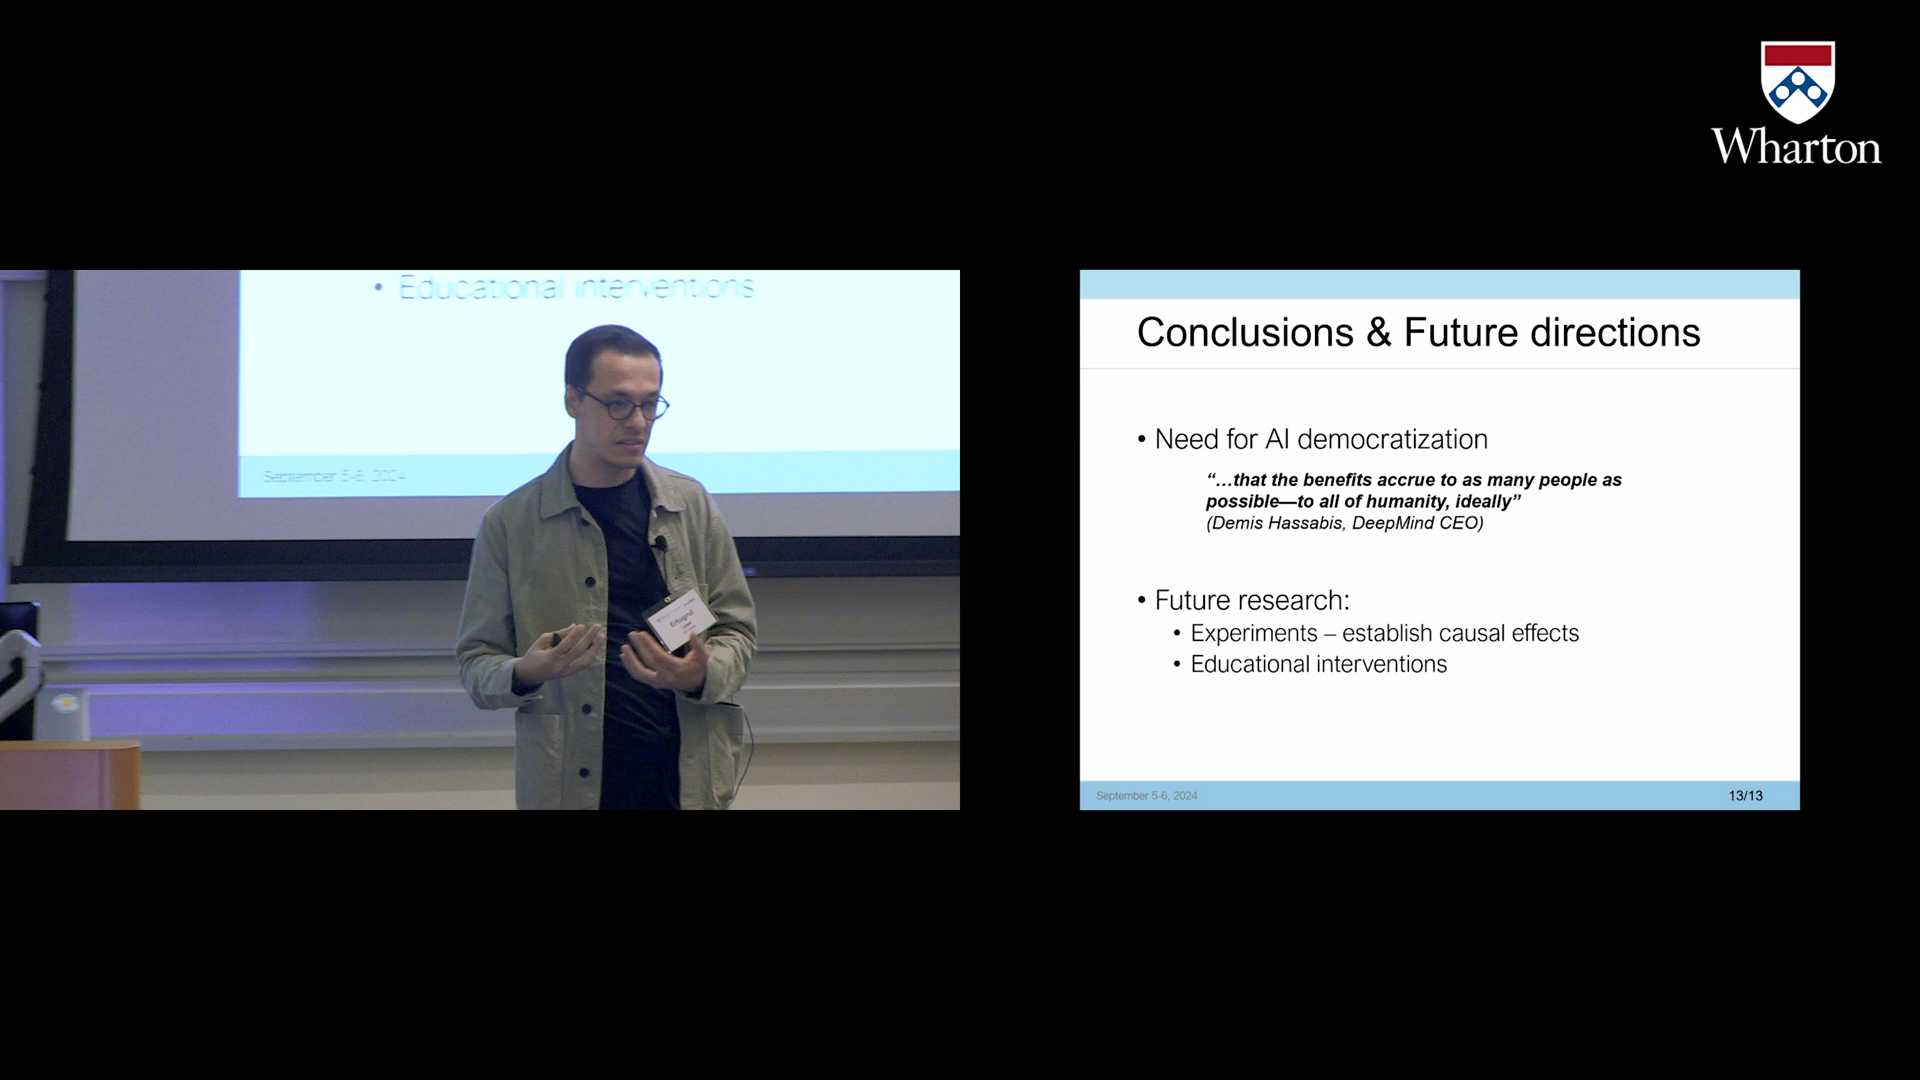 Wharton
• Educational interventions
September 5-6, 2024
Ertugrul
Conclusions & Future directions
• Need for AI democratization
“…that the benefits accrue to as many people as
possible—to all of humanity, ideally”
(Demis Hassabis, DeepMind CEO)
• Future research:
• Experiments – establish causal effects
• Educational interventions
September 5-6, 2024
13/13